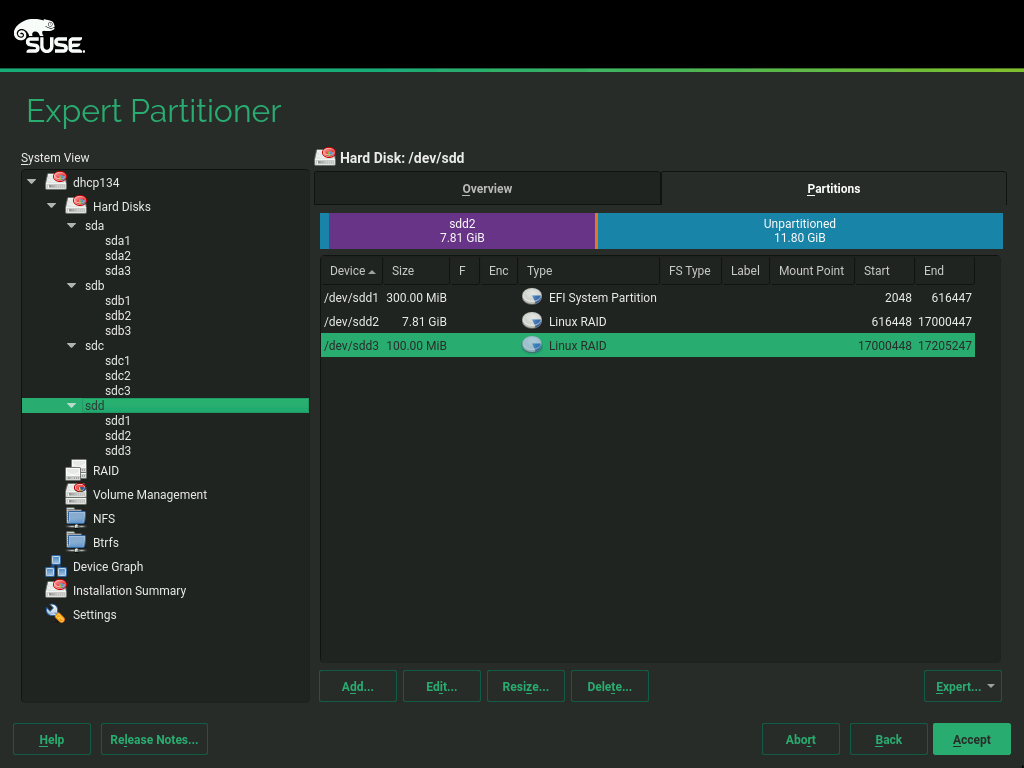 SUSE.
Expert Partitioner
System View
dhcp134
Hard Disks
sda
sda1
sda2
sda3
sdb
sdb1
sdb2
sdb3
sdc
sdc1
sdc2
sdc3
sdd
sdd1
sdd2
sdd3
RAID
Volume Management
NFS
Btrfs
Device Graph
Installation Summary
Settings
Hard Disk: /dev/sdd
Overview Partitions
sdd2 Unpartitioned
7.81 GiB 11.80 GiB
Device Size F Enc Type FS Type Label Mount Point Start End
/dev/sdd1 300.00 MiB EFI System Partition 2048 616447
/dev/sdd2 7.81 GiB Linux RAID 616448 17000447
/dev/sdd3 100.00 MiB Linux RAID 17000448 17205247
Add... Edit... Resize... Delete... Expert...
Help Release Notes... Abort Back Accept